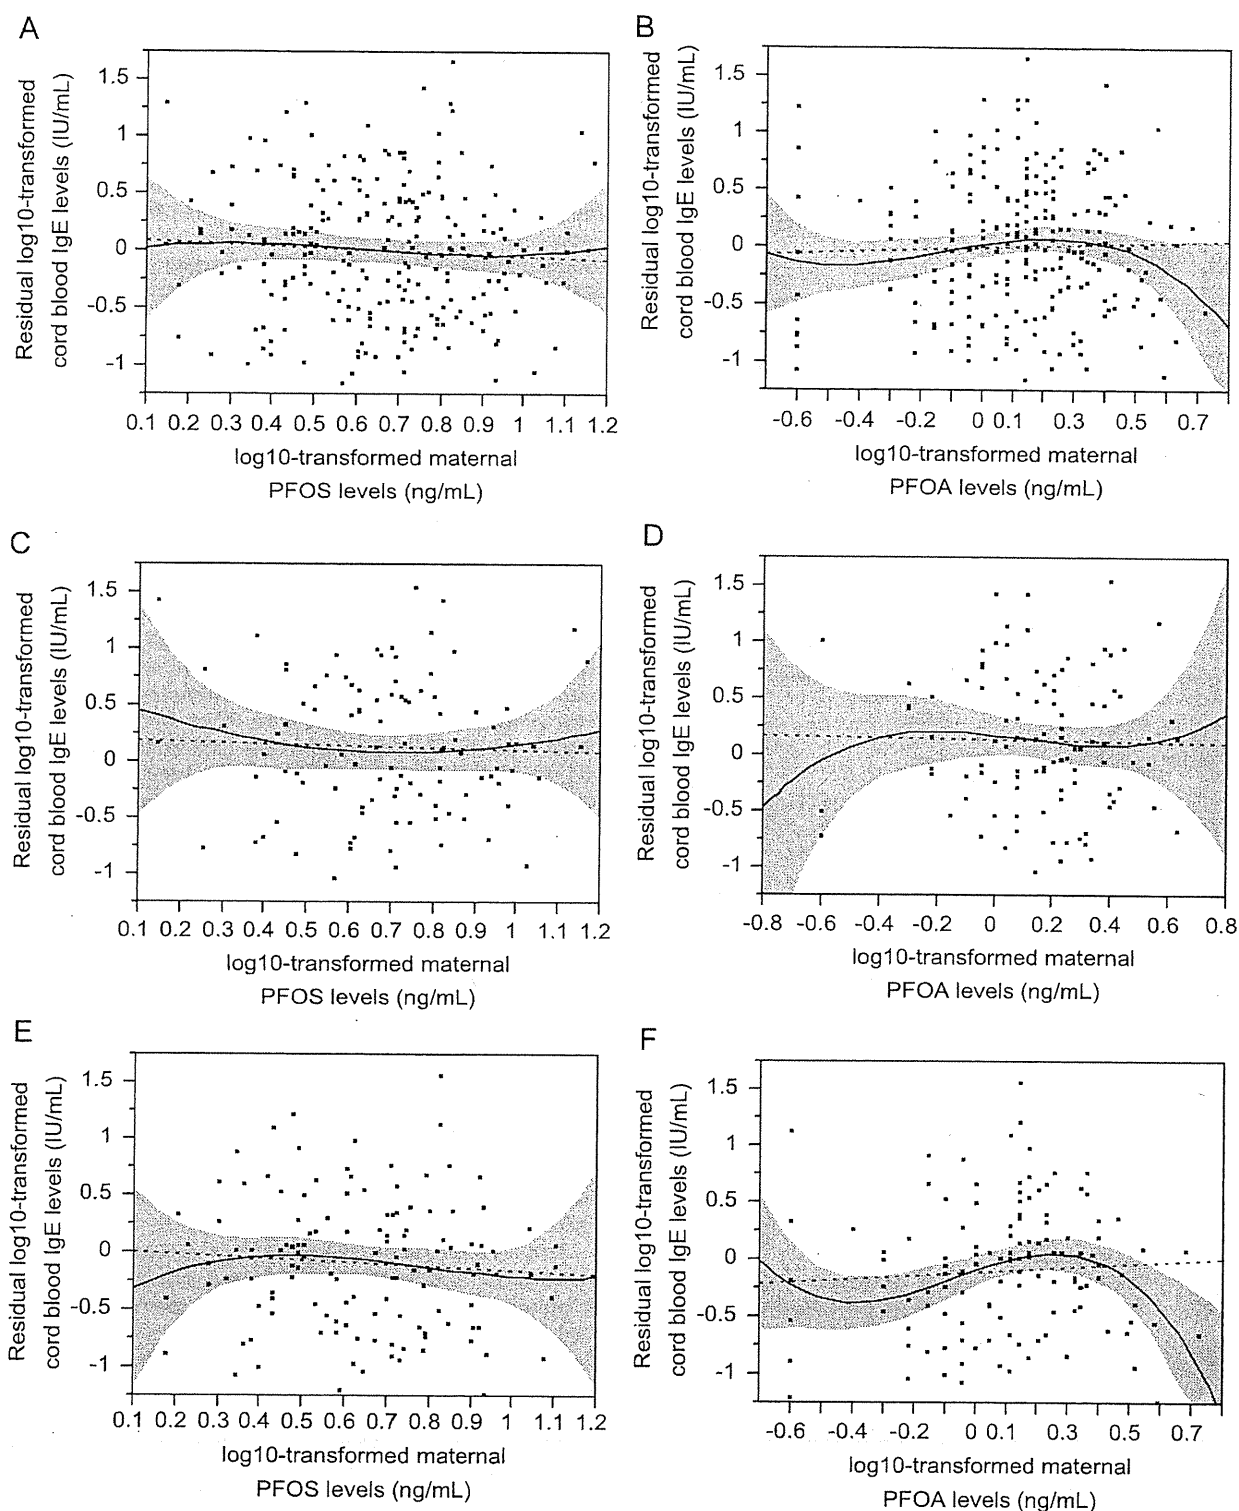 A
Residual log10-transformed
cord blood IgE levels (IU/mL)
1.5
1
0.5
0
-0.5
-1
0.1 0.2 0.3 0.4 0.5 0.6 0.7 0.8 0.9 1 1.1 1.2
log10-transformed maternal
PFOS levels (ng/mL)
B
Residual log10-transformed
cord blood IgE levels (IU/mL)
1.5
1
0.5
0
-0.5
-1
-0.6 -0.4 -0.2 0 0.1 0.3 0.5 0.7
log10-transformed maternal
PFOA levels (ng/mL)
C
Residual log10-transformed
cord blood IgE levels (IU/mL)
1.5
1
0.5
0
-0.5
-1
0.1 0.2 0.3 0.4 0.5 0.6 0.7 0.8 0.9 1 1.1 1.2
log10-transformed maternal
PFOS levels (ng/mL)
D
Residual log10-transformed
cord blood IgE levels (IU/mL)
1.5
1
0.5
0
-0.5
-1
-0.8 -0.6 -0.4 -0.2 0 0.2 0.4 0.6 0.8
log10-transformed maternal
PFOA levels (ng/mL)
E
Residual log10-transformed
cord blood IgE levels (IU/mL)
1.5
1
0.5
0
-0.5
-1
0.1 0.2 0.3 0.4 0.5 0.6 0.7 0.8 0.9 1 1.1 1.2
log10-transformed maternal
PFOS levels (ng/mL)
F
Residual log10-transformed
cord blood IgE levels (IU/mL)
1.5
1
0.5
0
-0.5
-1
-0.6 -0.4 -0.2 0 0.1 0.3 0.5 0.7
log10-transformed maternal
PFOA levels (ng/mL)